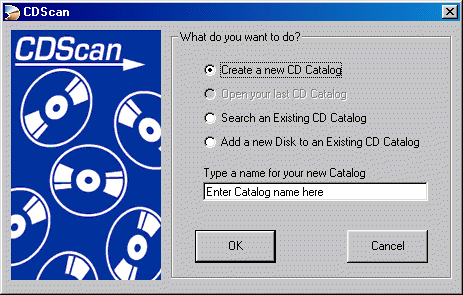 CDScan
CDScan
What do you want to do?
Create a new CD Catalog
Open your last CD Catalog
Search an Existing CD Catalog
Add a new Disk to an Existing CD Catalog
Type a name for your new Catalog
Enter Catalog name here
OK
Cancel